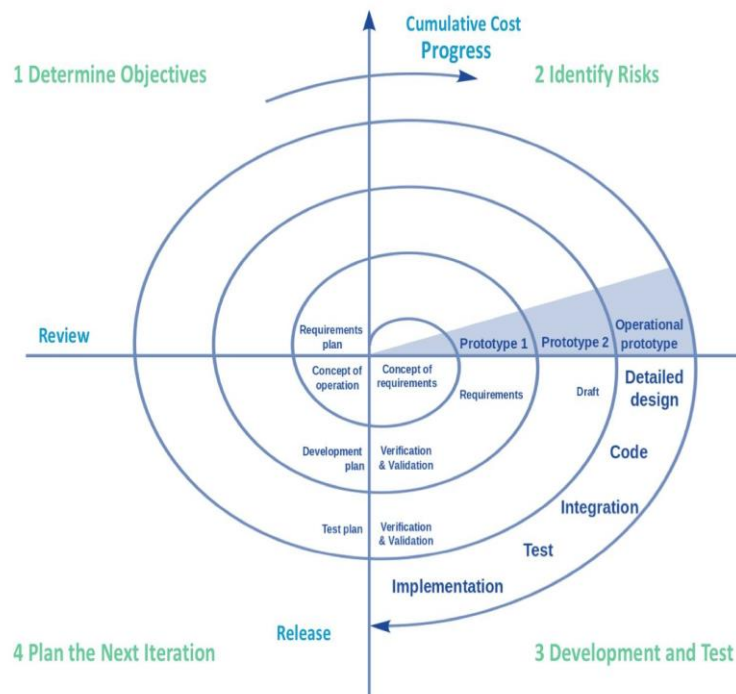 Cumulative Cost
Progress
1 Determine Objectives
2 Identify Risks
Review
Requirements
plan
Prototype 1
Prototype 2
Operational
prototype
Concept of
operation
Concept of
requirements
Requirements
Draft
Detailed
design
Development
plan
Verification
& Validation
Code
Integration
Test plan
Verification
& Validation
Test
Implementation
Release
4 Plan the Next Iteration
3 Development and Test